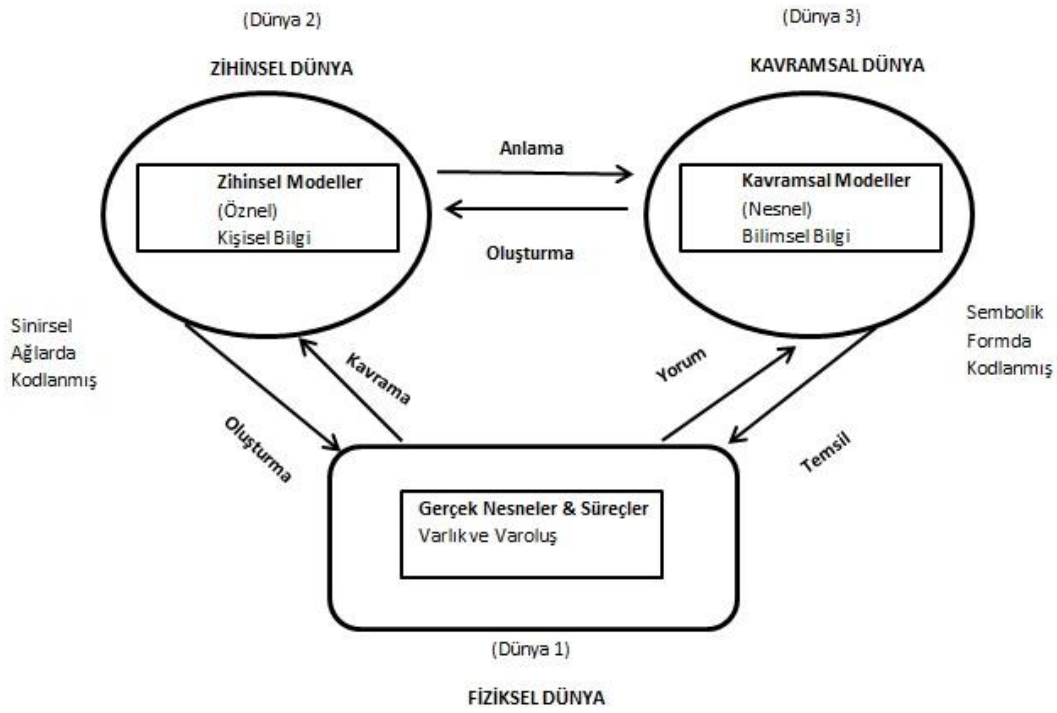 (Dünya 2)
(Dünya 3)
ZİHİNSEL DÜNYA
KAVRAMSAL DÜNYA
Anlama
Zihinsel Modeller
(Öznel)
Kişisel Bilgi
Kavramsal Modeller
(Nesnel)
Bilimsel Bilgi
Oluşturma
Sinirsel
Ağlarda
Kodlanmış
Sembolik
Formda
Kodlanmış
Kavrama
Yorum
Oluşturma
Temsil
Gerçek Nesneler & Süreçler
Varlık ve Varoluş
(Dünya 1)
FİZİKSEL DÜNYA